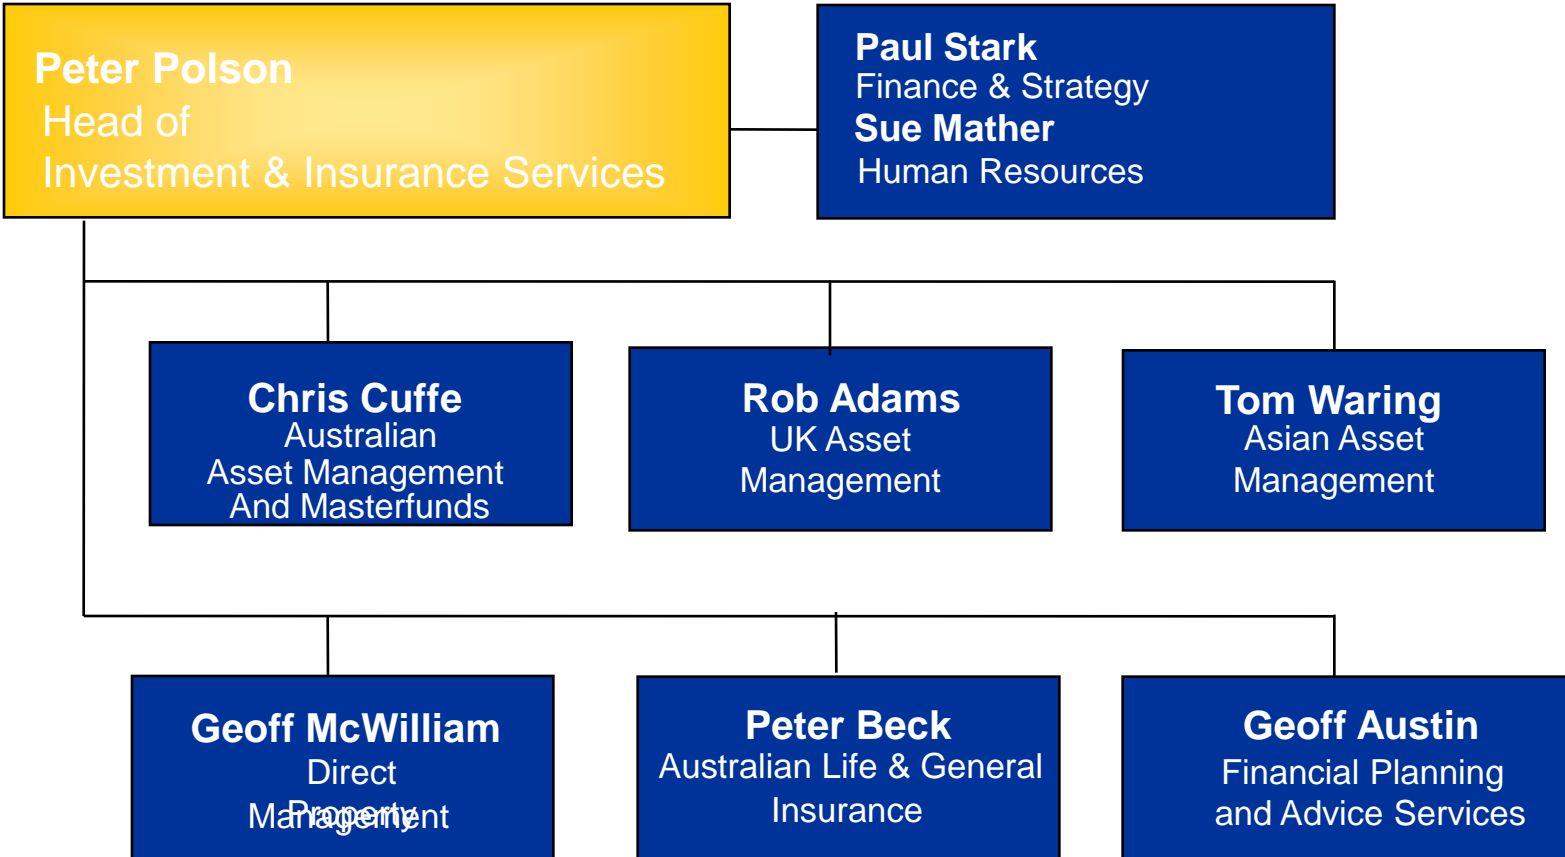 Peter Polson
Head of
Investment & Insurance Services
Paul Stark
Finance & Strategy
Sue Mather
Human Resources
Chris Cuffe
Australian
Asset Management
And Masterfunds
Rob Adams
UK Asset
Management
Tom Waring
Asian Asset
Management
Geoff McWilliam
Direct
Property
Management
Peter Beck
Australian Life & General
Insurance
Geoff Austin
Financial Planning
and Advice Services